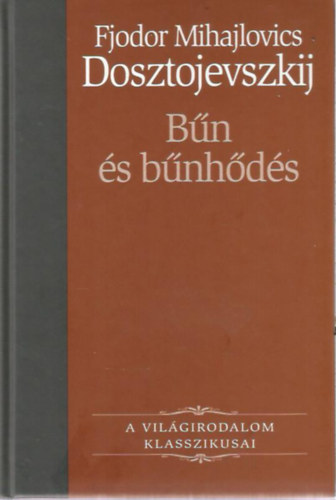 Fjodor Mihajlovics
Dosztojevszkij
Bűn
és bűnhődés
A VILÁGIRODALOM
KLASSZIKUSAI